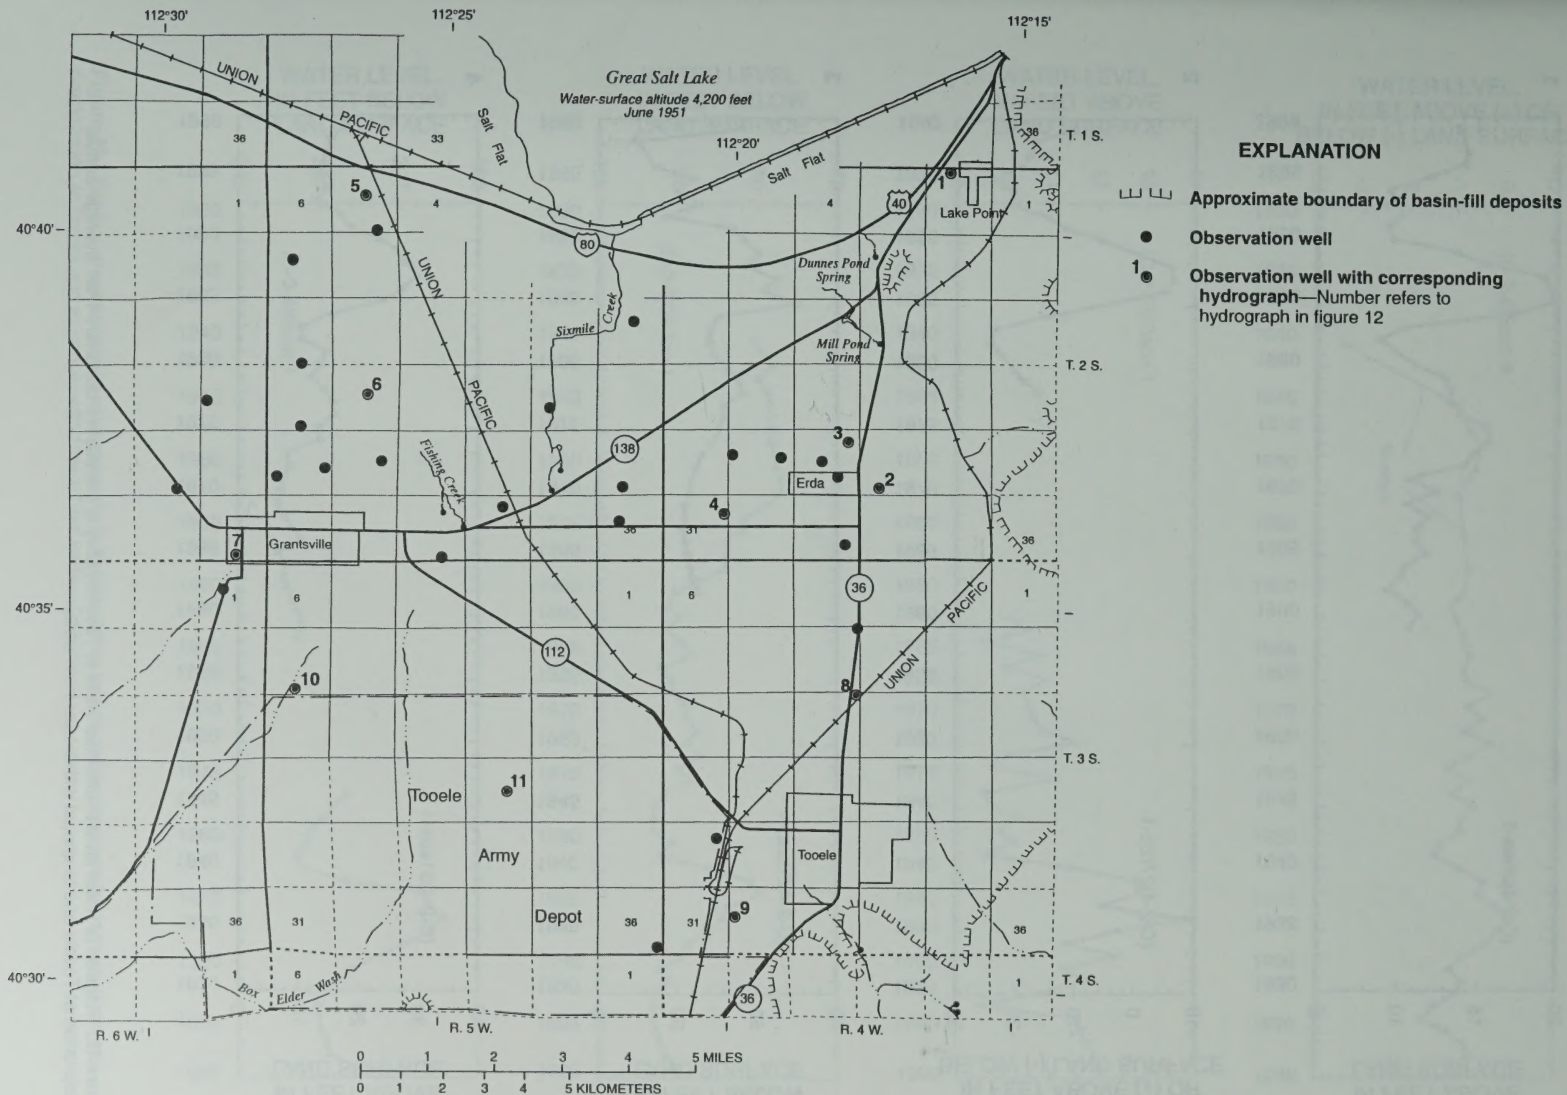 112°30'
112°25'
112°15'
UNION
PACIFIC
Great Salt Lake
Water-surface altitude 4,200 feet
June 1951
Salt Flat
112°20'
Salt Flat
36
33
36
T. 1 S.
EXPLANATION
Approximate boundary of basin-fill deposits
Observation well
1
Observation well with corresponding
hydrograph—Number refers to
hydrograph in figure 12
5
1
6
4
4
40
1
Lake Point
1
40°40'
80
UNION
PACIFIC
Dunnes Pond
Spring
Sixmile Creek
Mill Pond
Spring
T. 2 S.
6
138
Fishing Creek
3
Erda
2
4
36
31
36
7
Grantsville
40°35'
1
6
1
6
36
1
PACIFIC
UNION
112
10
8
T. 3 S.
11
Tooele
Army
Depot
Tooele
36
31
36
31
9
36
40°30'
1
6
1
1
T. 4 S.
Box Elder Wash
36
R. 6 W.
R. 5 W.
R. 4 W.
0 1 2 3 4 5 MILES
0 1 2 3 4 5 KILOMETERS